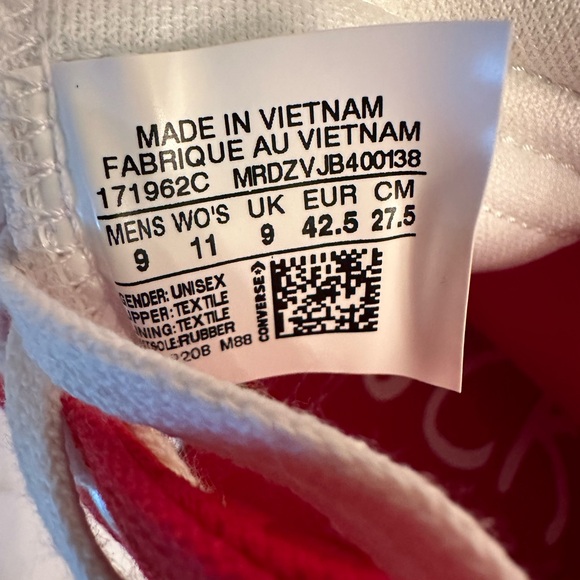 MADE IN VIETNAM
FABRIQUE AU VIETNAM
171962C MRDZVJB400138
MENS WO'S UK EUR CM
9 11 9 42.5 27.5
GENDER: UNISEX
UPPER: TEXTILE
LINING: TEXTILE
RUBBER
M88
CONVERSE